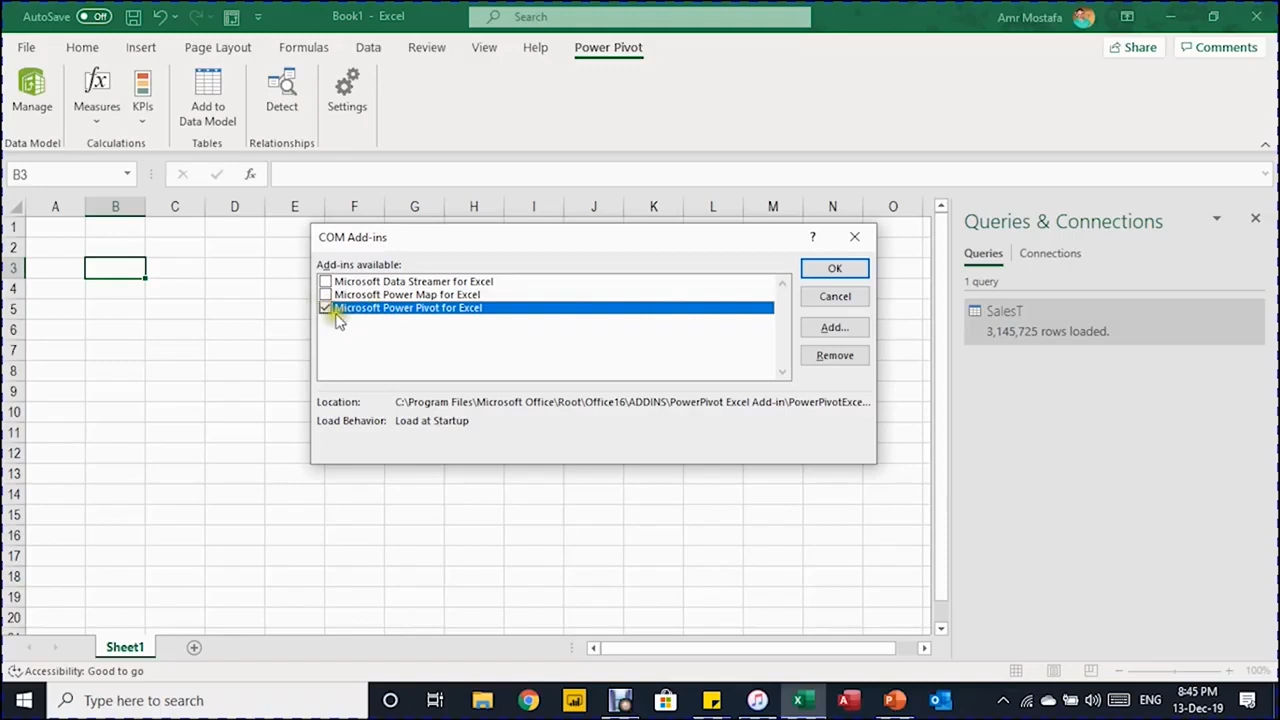 AutoSave Off
Book1 - Excel
Search
Amr Mostafa
File Home Insert Page Layout Formulas Data Review View Help Power Pivot
Share
Comments
Manage
Measures
KPIs
Add to
Data Model
Detect
Settings
Data Model
Calculations
Tables
Relationships
B3
fx
A B C D E F G H I J K L M N O
1
2
3
4
5
6
7
8
9
10
11
12
13
14
15
16
17
18
19
20
COM Add-ins
?
Add-ins available:
Microsoft Data Streamer for Excel
Microsoft Power Map for Excel
Microsoft Power Pivot for Excel
OK
Cancel
Add...
Remove
Location: C:\Program Files\Microsoft Office\Root\Office16\ADDINS\PowerPivot Excel Add-in\PowerPivotExce...
Load Behavior: Load at Startup
Queries & Connections
Queries Connections
1 query
SalesT
3,145,725 rows loaded.
Sheet1
Accessibility: Good to go
100%
Type here to search
ENG
8:45 PM
13-Dec-19